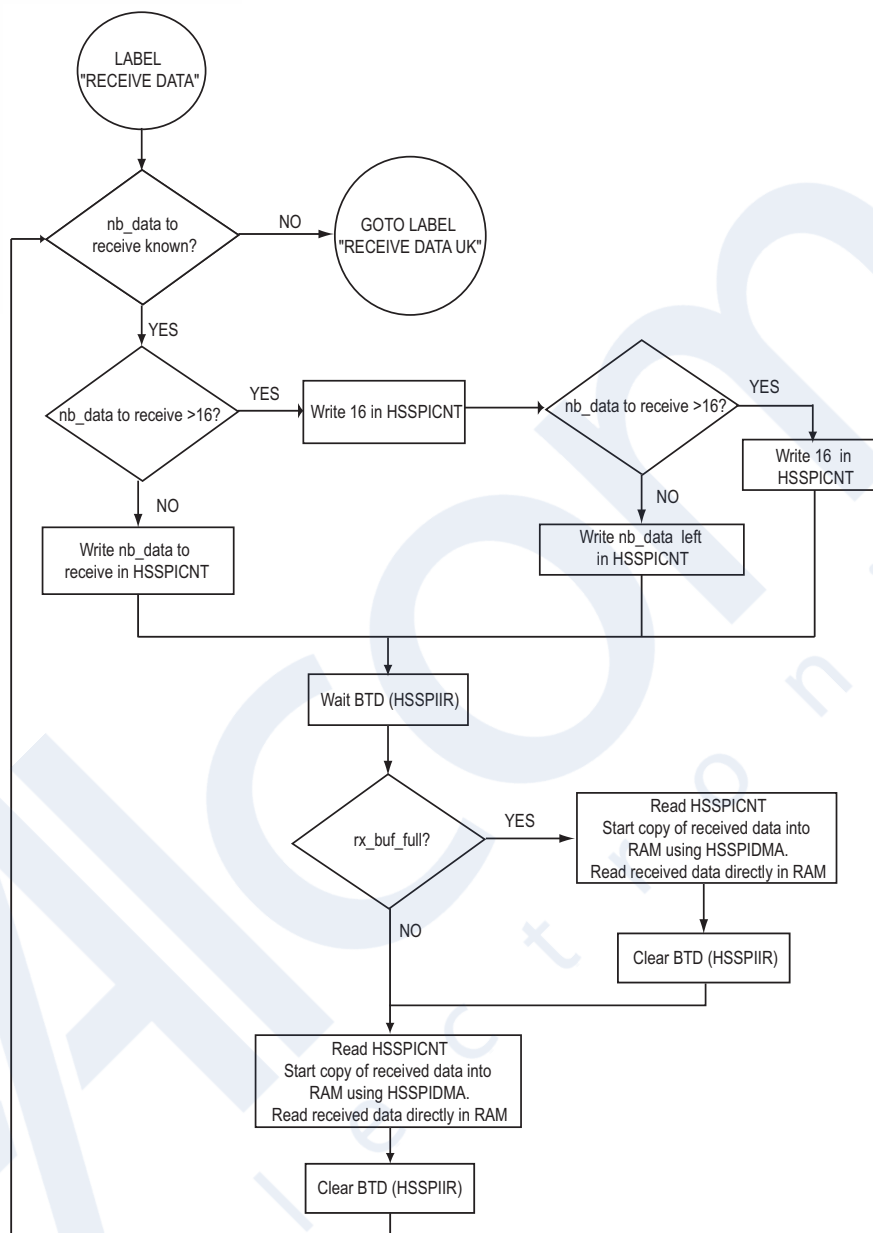 LABEL
"RECEIVE DATA"
nb_data to
receive known?
NO
GOTO LABEL
"RECEIVE DATA UK"
YES
nb_data to receive >16?
YES
Write 16 in HSSPICNT
nb_data to receive >16?
YES
Write 16 in
HSSPICNT
NO
Write nb_data to
receive in HSSPICNT
NO
Write nb_data left
in HSSPICNT
Wait BTD (HSSPIIR)
rx_buf_full?
YES
Read HSSPICNT
Start copy of received data into
RAM using HSSPIDMA.
Read received data directly in RAM
NO
Clear BTD (HSSPIIR)
Read HSSPICNT
Start copy of received data into
RAM using HSSPIDMA.
Read received data directly in RAM
Clear BTD (HSSPIIR)
Alcom
lectron